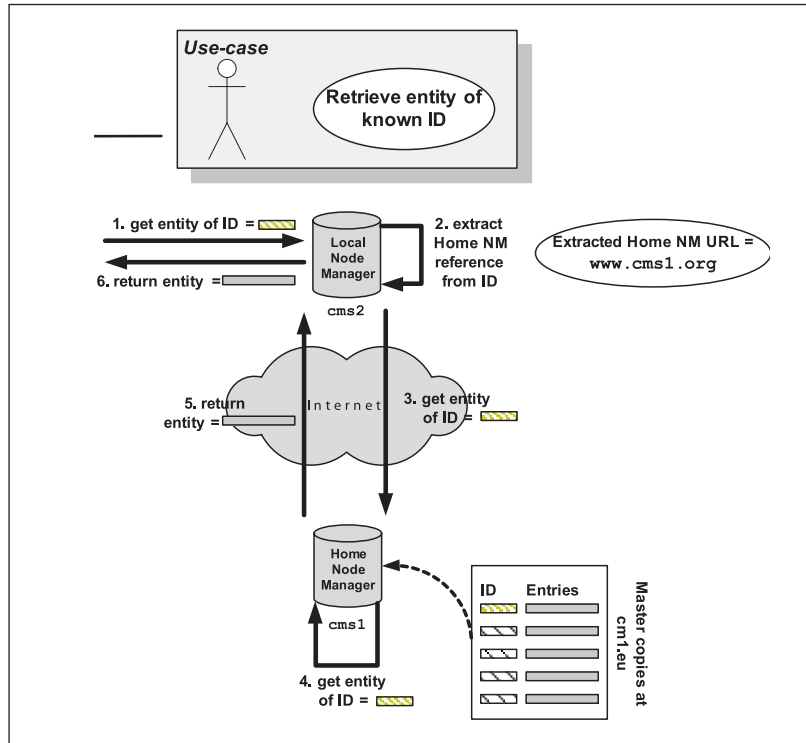 Use-case
Retrieve entity of
known ID
1. get entity of ID =
6. return entity =
Local
Node
Manager
cms2
2. extract
Home NM
reference
from ID
Extracted Home NM URL =
www.cms1.org
Internet
5. return
entity =
3. get entity
of ID =
Home
Node
Manager
cms1
4. get entity
of ID =
ID Entries
Master copies at
cm1.eu